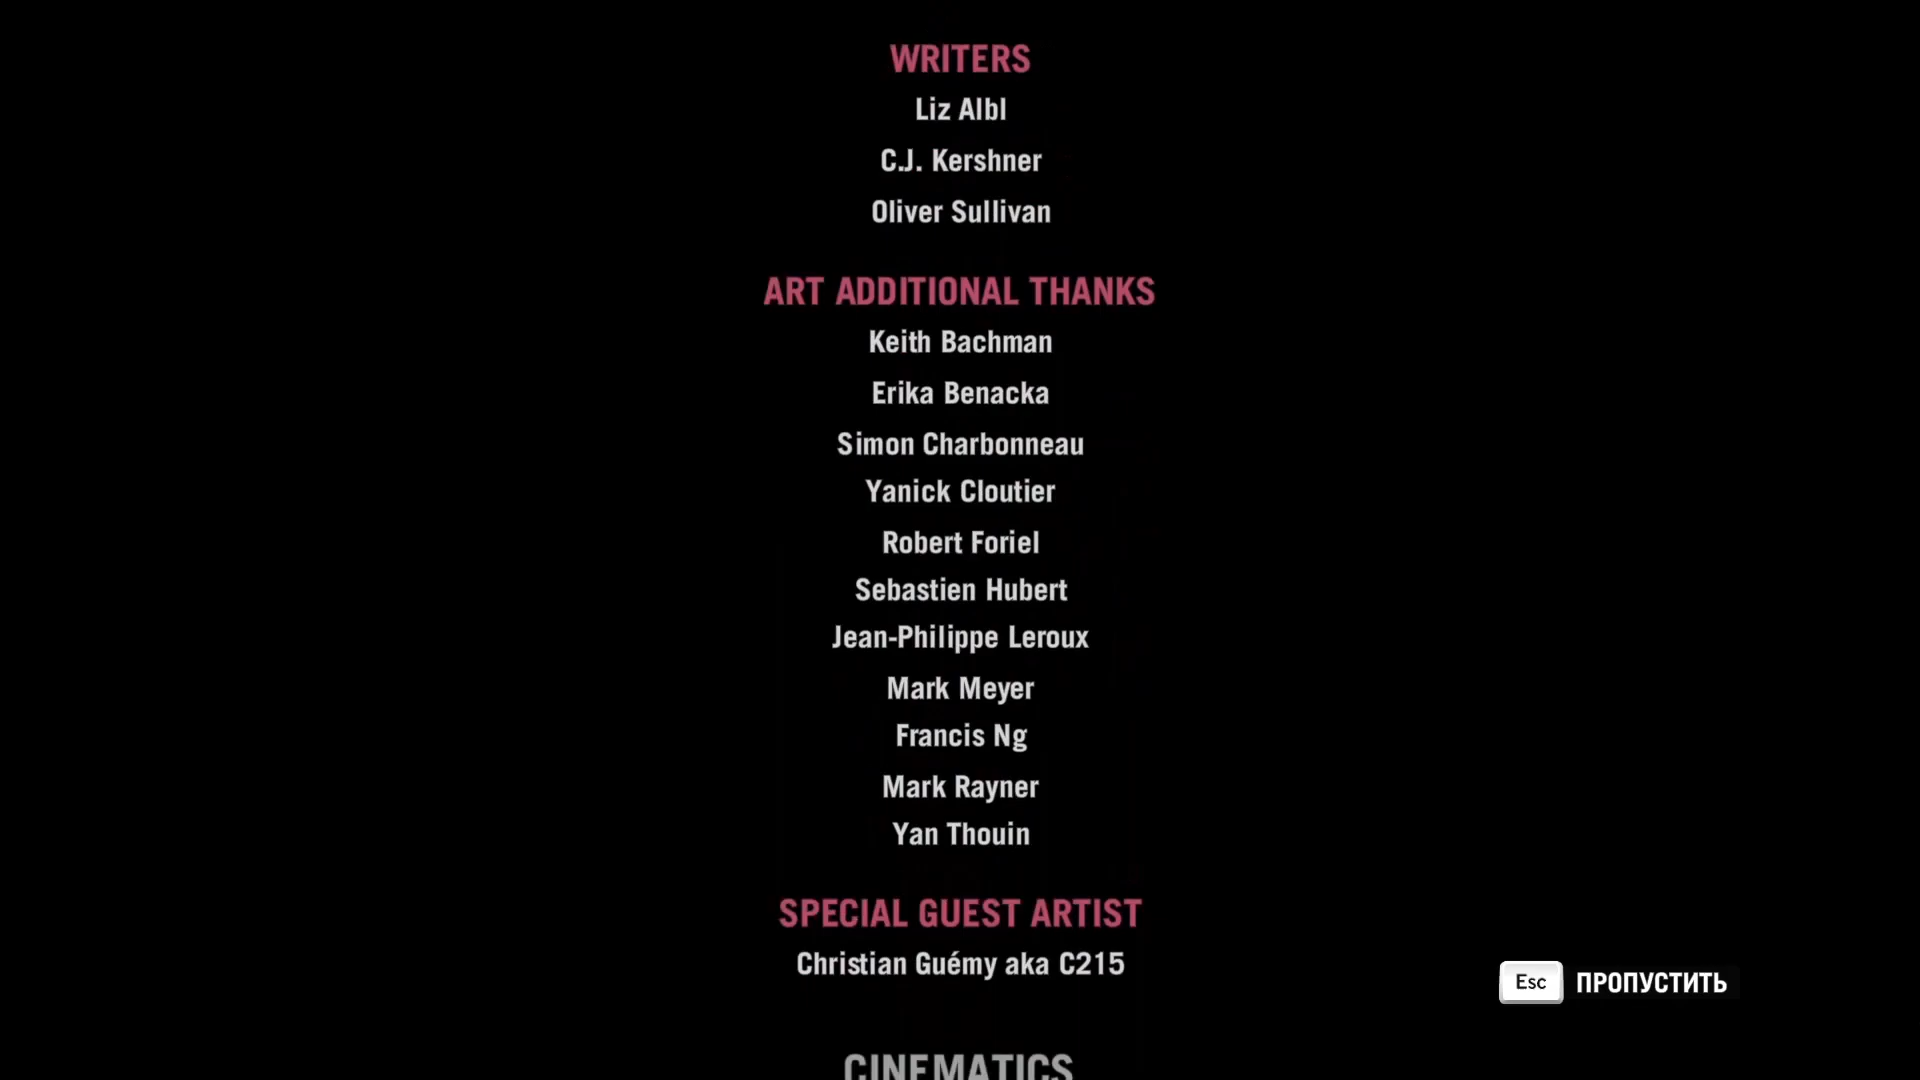 WRITERS
Liz Albl
C.J. Kershner
Oliver Sullivan
ART ADDITIONAL THANKS
Keith Bachman
Erika Benacka
Simon Charbonneau
Yanick Cloutier
Robert Foriel
Sebastien Hubert
Jean-Philippe Leroux
Mark Meyer
Francis Ng
Mark Rayner
Yan Thouin
SPECIAL GUEST ARTIST
Christian Guémy aka C215
Esc ПРОПУСТИТЬ
CINEMATICS